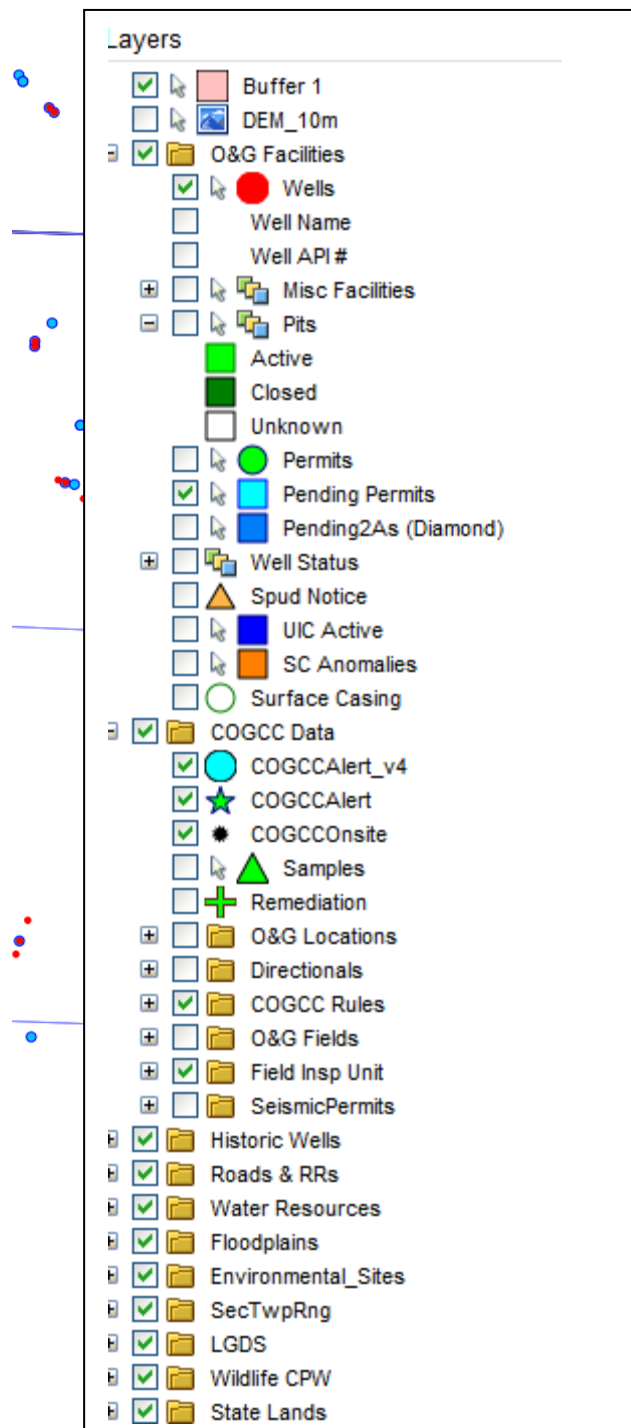 Layers
Buffer 1
DEM_10m
O&G Facilities
Wells
Well Name
Well API #
Misc Facilities
Pits
Active
Closed
Unknown
Permits
Pending Permits
Pending2As (Diamond)
Well Status
Spud Notice
UIC Active
SC Anomalies
Surface Casing
COGCC Data
COGCCAlert_v4
COGCCAlert
COGCCOnsite
Samples
Remediation
O&G Locations
Directionals
COGCC Rules
O&G Fields
Field Insp Unit
SeismicPermits
Historic Wells
Roads & RRs
Water Resources
Floodplains
Environmental_Sites
SecTwpRng
LGDS
Wildlife CPW
State Lands